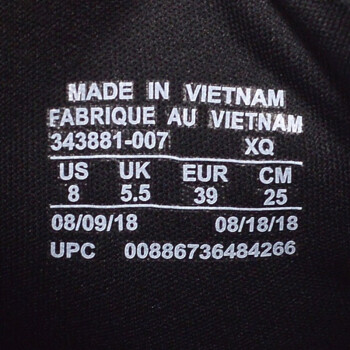 MADE IN VIETNAM
FABRIQUE AU VIETNAM
343881-007 XQ
US UK EUR CM
8 5.5 39 25
08/09/18 08/18/18
UPC 00886736484266